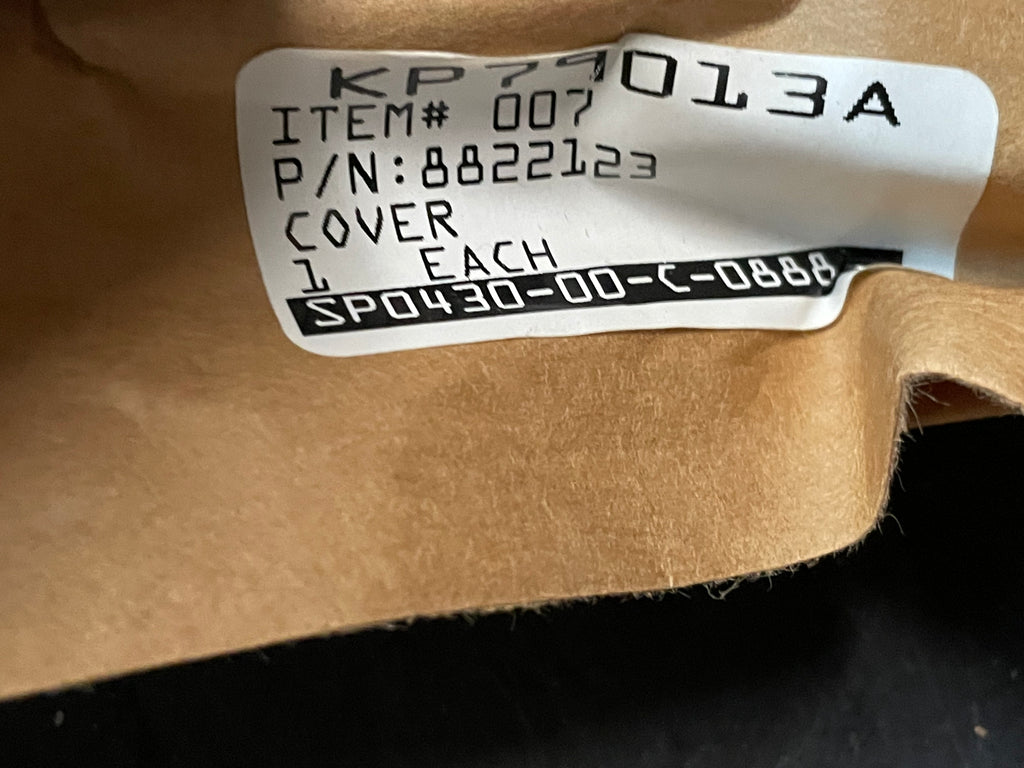 KP79013A
ITEM# 007
P/N:8822123
COVER
1 EACH
SP0430-00-C-0888